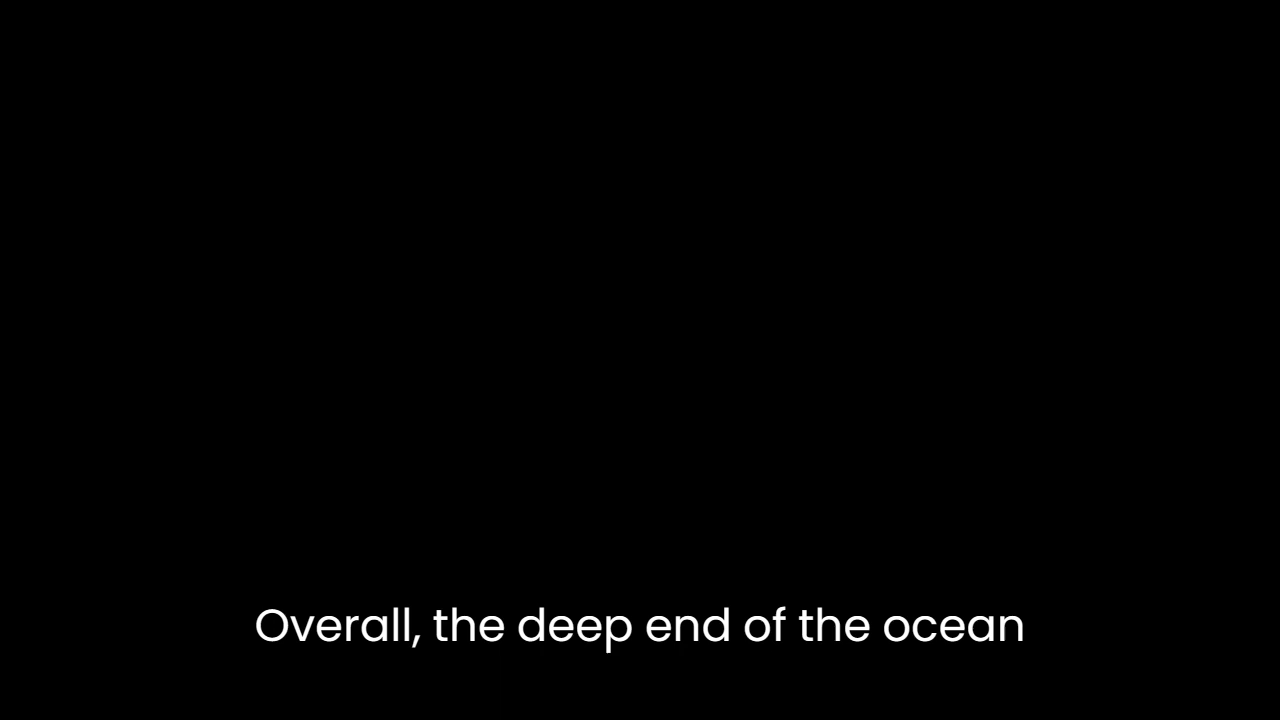 Overall, the deep end of the ocean